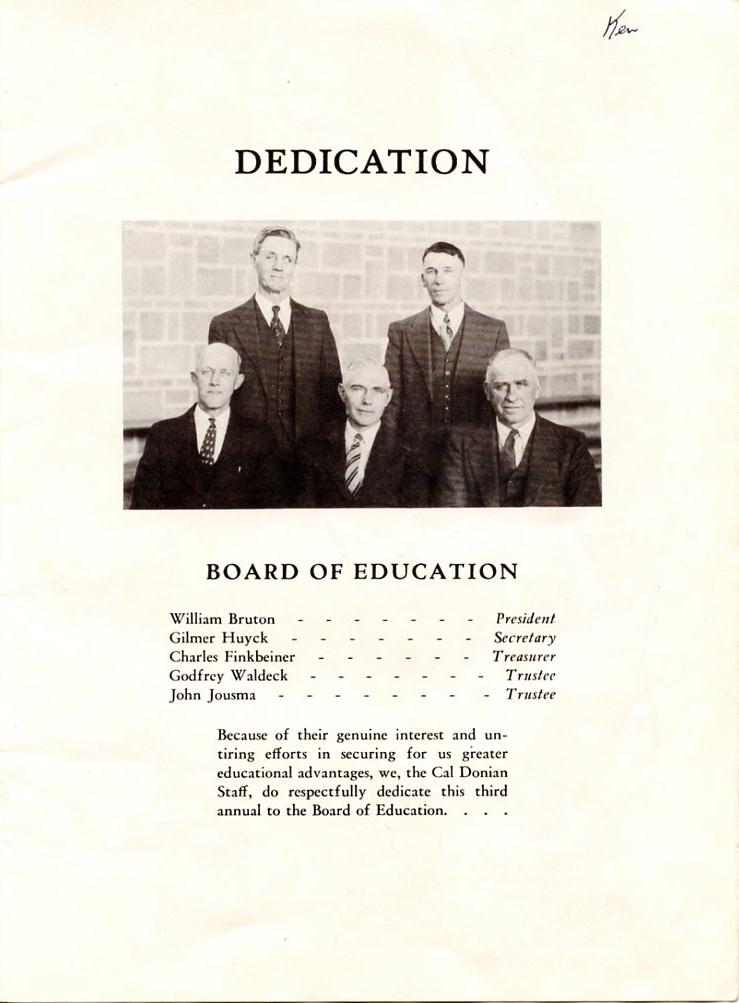 Ken
DEDICATION
BOARD OF EDUCATION
William Bruton - - - - - - - President
Gilmer Huyck - - - - - - - Secretary
Charles Finkbeiner - - - - - - Treasurer
Godfrey Waldeck - - - - - - - Trustee
John Jousma - - - - - - - - Trustee
Because of their genuine interest and un-
tiring efforts in securing for us greater
educational advantages, we, the Cal Donian
Staff, do respectfully dedicate this third
annual to the Board of Education. . . .